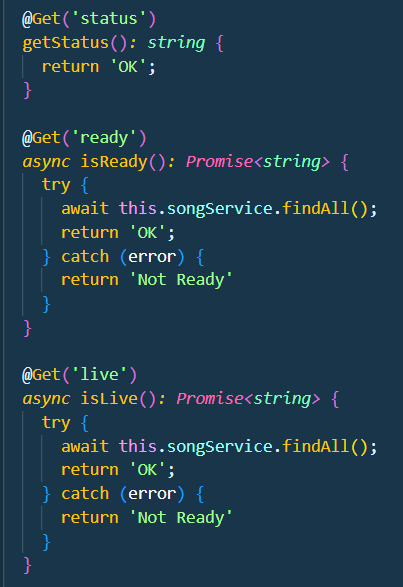 @Get('status')
getStatus(): string {
  return 'OK';
}

@Get('ready')
async isReady(): Promise<string> {
  try {
    await this.songService.findAll();
    return 'OK';
  } catch (error) {
    return 'Not Ready'
  }
}

@Get('live')
async isLive(): Promise<string> {
  try {
    await this.songService.findAll();
    return 'OK';
  } catch (error) {
    return 'Not Ready'
  }
}